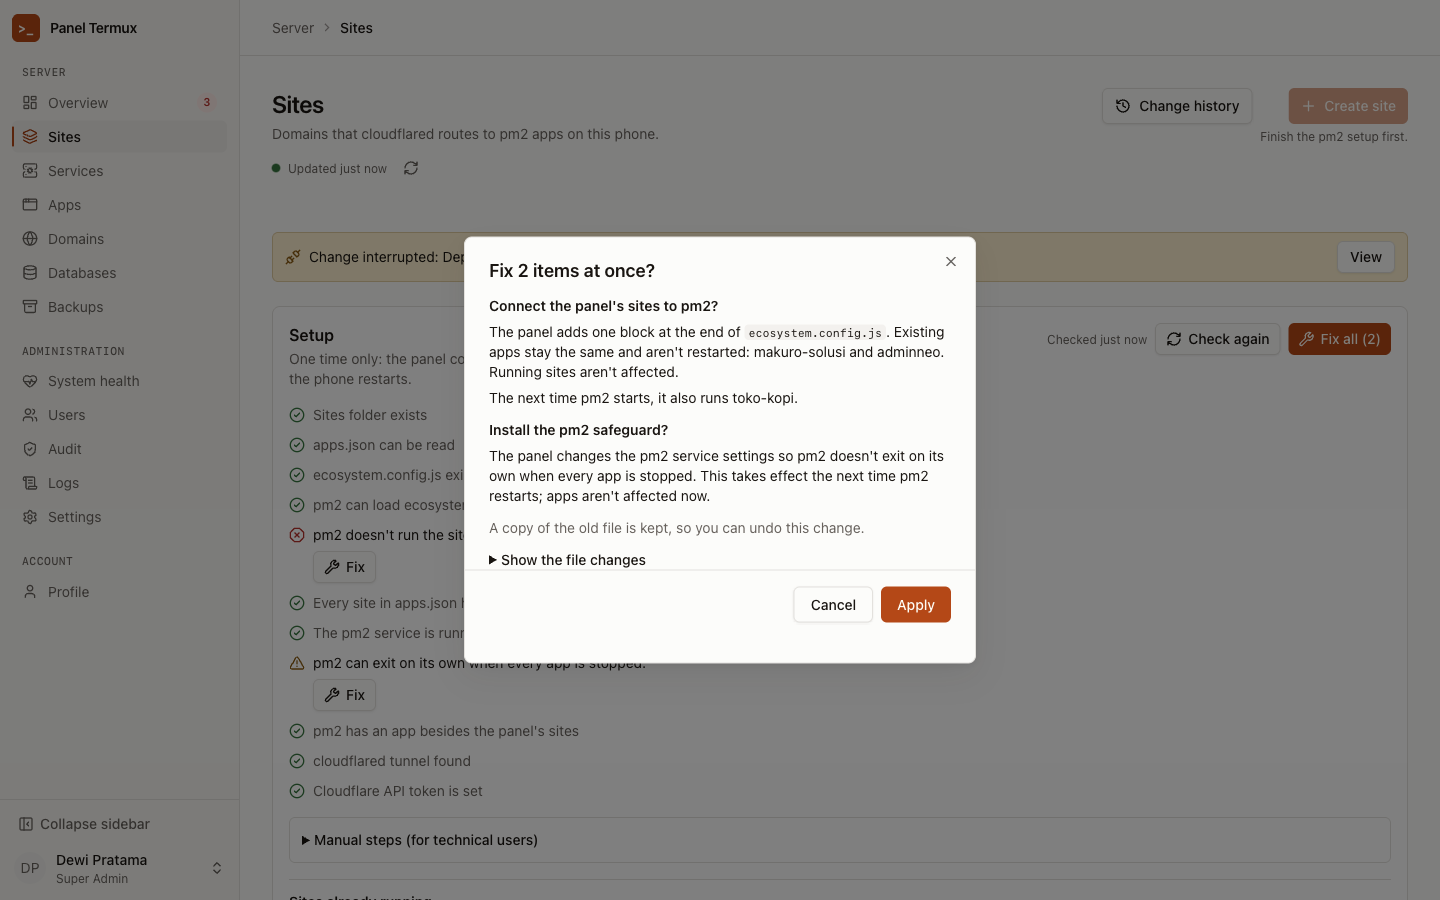 >_ Panel Termux
SERVER
Overview 3
Sites
Services
Apps
Domains
Databases
Backups
ADMINISTRATION
System health
Users
Audit
Logs
Settings
ACCOUNT
Profile
Collapse sidebar
DP Dewi Pratama
Super Admin
Server > Sites
Sites
Domains that cloudflared routes to pm2 apps on this phone.
Updated just now
Change history
+ Create site
Finish the pm2 setup first.
Change interrupted:
View
Setup
One time only: the panel
the phone restarts.
Checked just now
Check again
Fix all (2)
Sites folder exists
apps.json can be read
ecosystem.config.js
pm2 can load
pm2 doesn't run the
Fix
Every site in apps.json
The pm2 service is
pm2 can exit on its own when every app is stopped.
Fix
pm2 has an app besides the panel's sites
cloudflared tunnel found
Cloudflare API token is set
Manual steps (for technical users)
Sites already running
Fix 2 items at once?
Connect the panel's sites to pm2?
The panel adds one block at the end of ecosystem.config.js. Existing
apps stay the same and aren't restarted: makuro-solusi and adminneo.
Running sites aren't affected.
The next time pm2 starts, it also runs toko-kopi.
Install the pm2 safeguard?
The panel changes the pm2 service settings so pm2 doesn't exit on its
own when every app is stopped. This takes effect the next time pm2
restarts; apps aren't affected now.
A copy of the old file is kept, so you can undo this change.
Show the file changes
Cancel
Apply